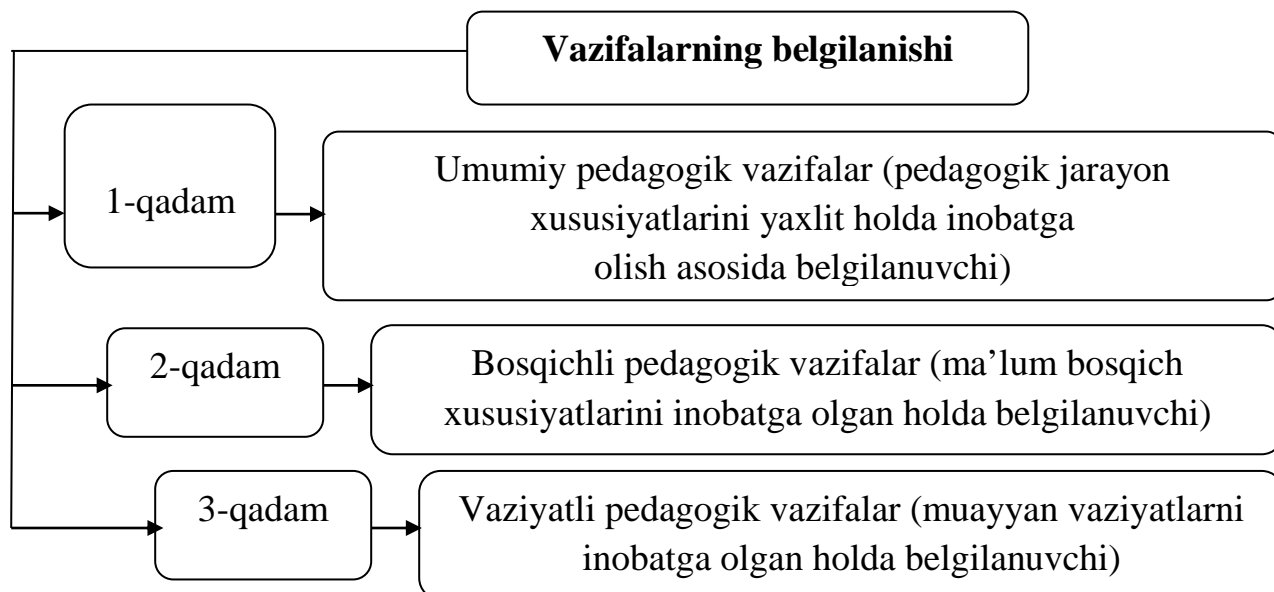 Vazifalarning belgilanishi
1-qadam
Umumiy pedagogik vazifalar (pedagogik jarayon
xususiyatlarini yaxlit holda inobatga
olish asosida belgilanuvchi)
2-qadam
Bosqichli pedagogik vazifalar (ma’lum bosqich
xususiyatlarini inobatga olgan holda belgilanuvchi)
3-qadam
Vaziyatli pedagogik vazifalar (muayyan vaziyatlarni
inobatga olgan holda belgilanuvchi)